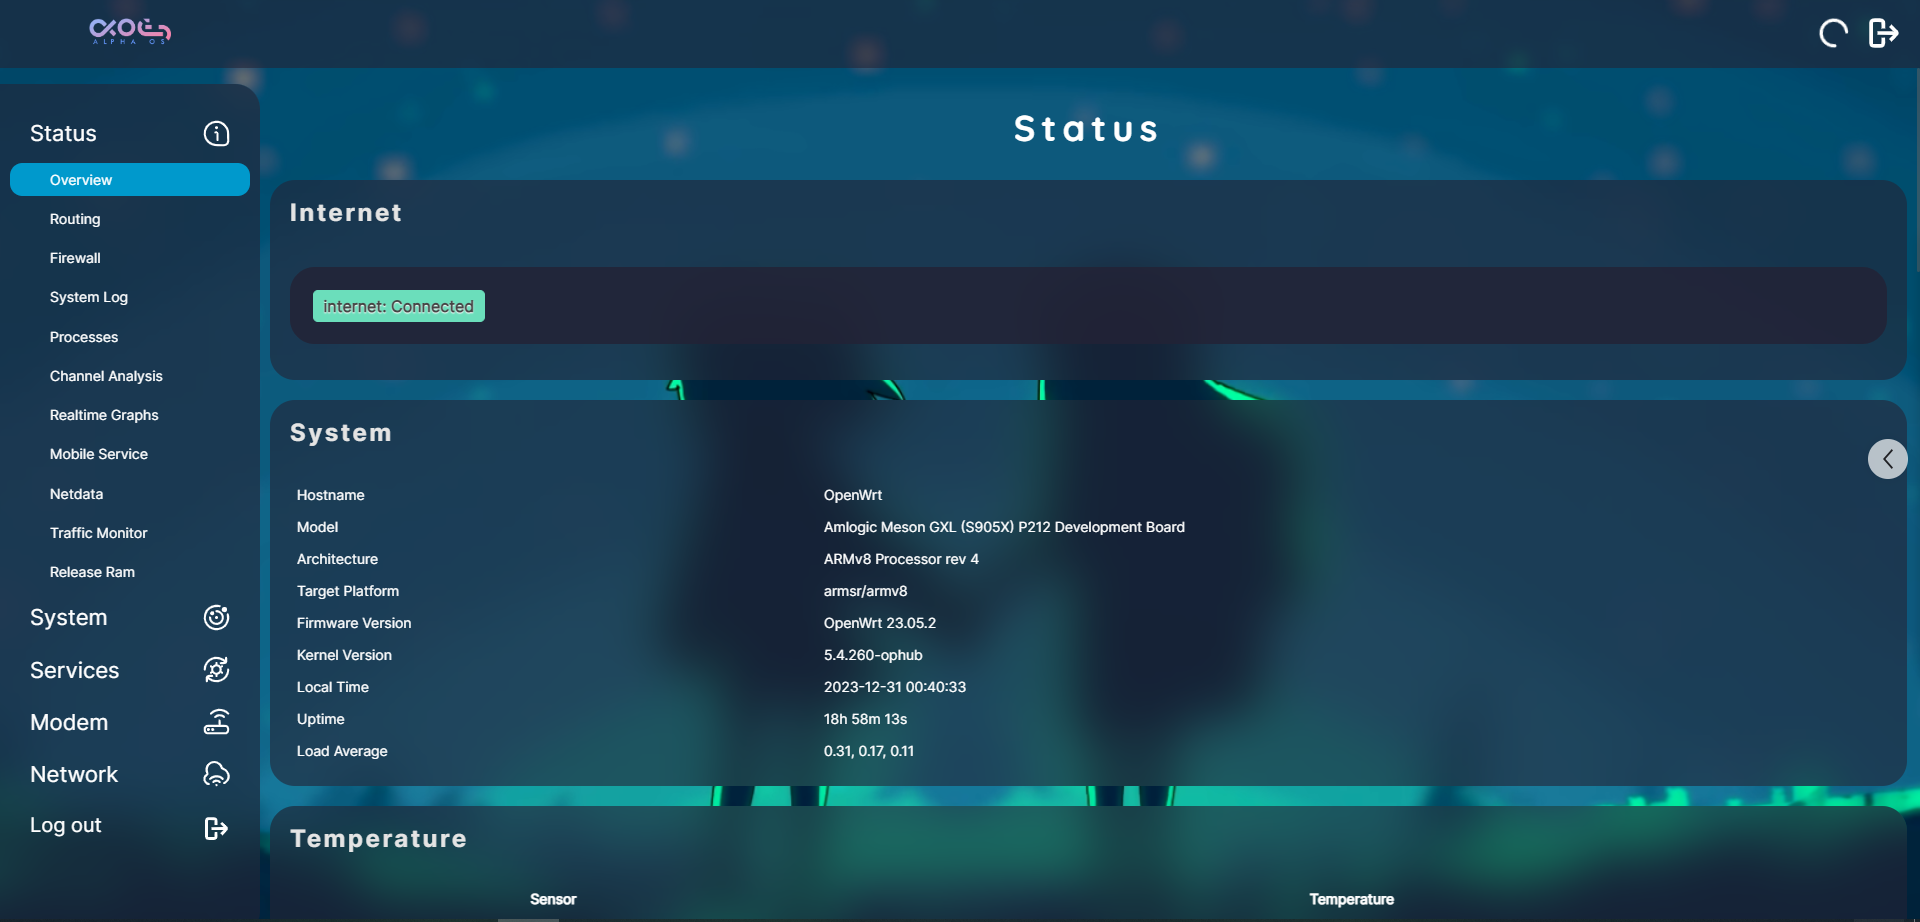 ALPHA OS
Status
Overview
Routing
Firewall
System Log
Processes
Channel Analysis
Realtime Graphs
Mobile Service
Netdata
Traffic Monitor
Release Ram
System
Services
Modem
Network
Log out
Status
Internet
internet: Connected
System
Hostname OpenWrt
Model Amlogic Meson GXL (S905X) P212 Development Board
Architecture ARMv8 Processor rev 4
Target Platform armsr/armv8
Firmware Version OpenWrt 23.05.2
Kernel Version 5.4.260-ophub
Local Time 2023-12-31 00:40:33
Uptime 18h 58m 13s
Load Average 0.31, 0.17, 0.11
Temperature
Sensor Temperature